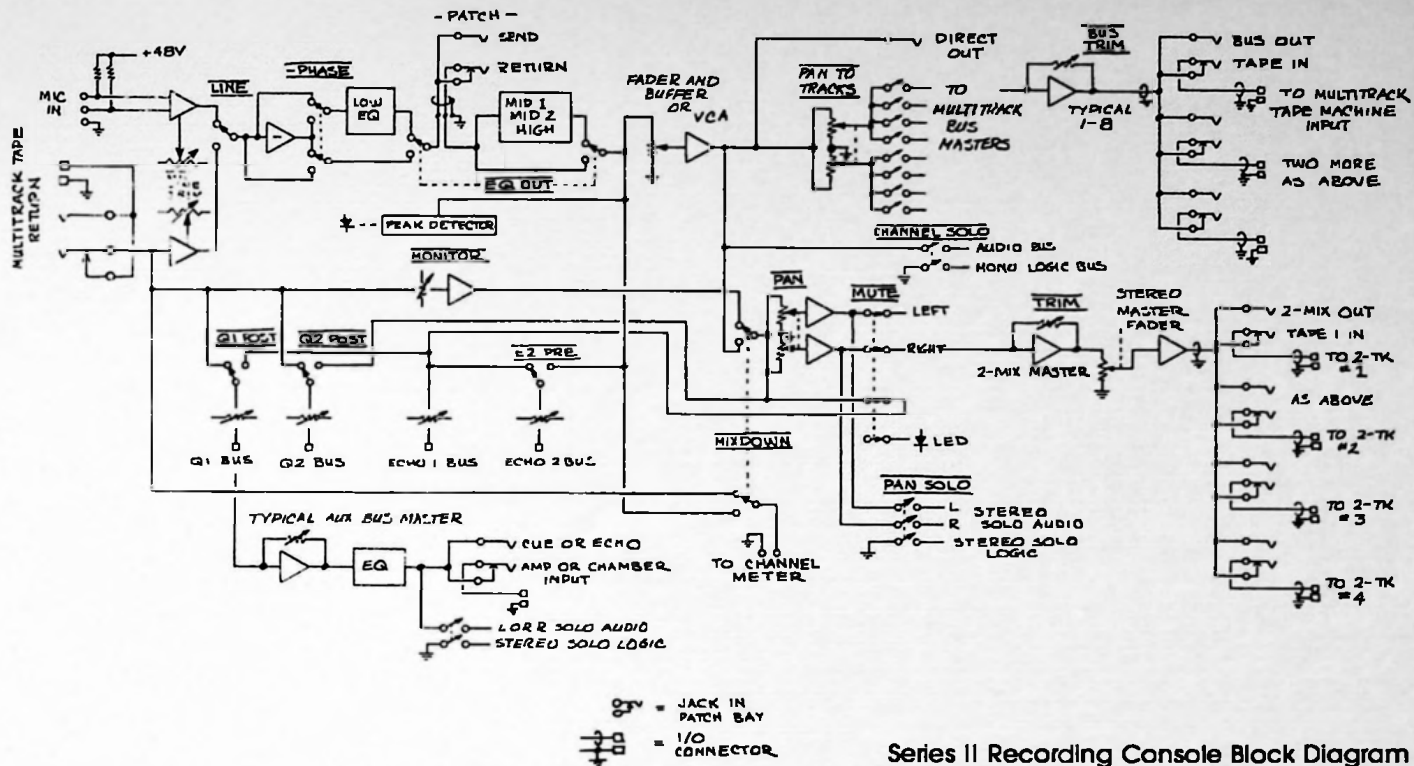 - PATCH -
SEND
RETURN
+48V
MIC
IN
LINE
-PHASE
LOW
EQ
MID 1
MID 2
HIGH
EQ OUT
FADER AND
BUFFER
OR VCA
DIRECT
OUT
PAN TO
TRACKS
TO
MULTITRACK
BUS
MASTERS
BUS
TRIM
TYPICAL
1-8
BUS OUT
TAPE IN
TO MULTITRACK
TAPE MACHINE
INPUT
TWO MORE
AS ABOVE
MULTITRACK TAPE
RETURN
PEAK DETECTOR
MONITOR
CHANNEL SOLO
AUDIO BUS
MONO LOGIC BUS
PAN
MUTE
LEFT
RIGHT
TRIM
2-MIX MASTER
STEREO
MASTER
FADER
2-MIX OUT
TAPE 1 IN
TO 2-TK
#1
AS ABOVE
TO 2-TK
#2
TO 2-TK
#3
TO 2-TK
#4
Q1 POST
Q2 POST
E2 PRE
Q1 BUS
Q2 BUS
ECHO 1 BUS
ECHO 2 BUS
MIXDOWN
LED
PAN SOLO
L STEREO
R SOLO AUDIO
STEREO SOLO
LOGIC
TO CHANNEL
METER
TYPICAL AUX BUS MASTER
EQ
CUE OR ECHO
AMP OR CHAMBER
INPUT
L OR R SOLO AUDIO
STEREO SOLO LOGIC
= JACK IN
PATCH BAY
= I/O
CONNECTOR
Series II Recording Console Block Diagram